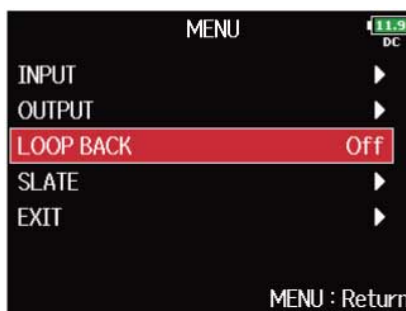 MENU
11.9
DC
INPUT
OUTPUT
LOOP BACK Off
SLATE
EXIT
MENU : Return